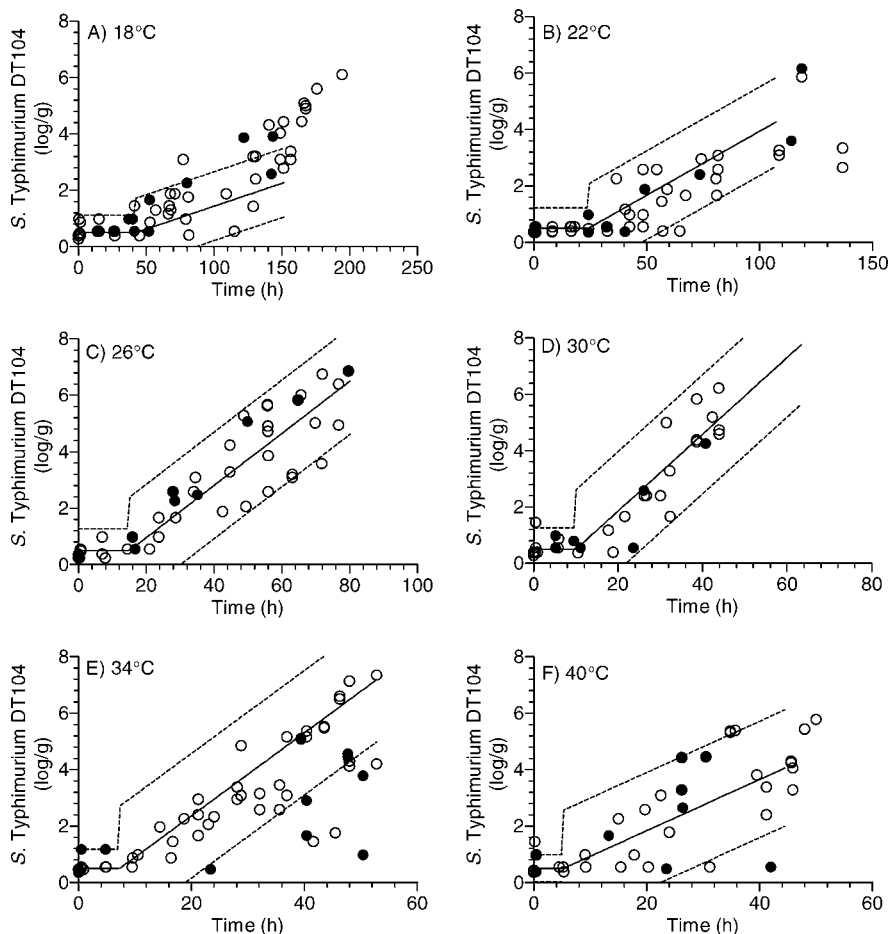 A) 18°C
S. Typhimurium DT104
(log/g)
8
6
4
2
0
0 50 100 150 200 250
Time (h)
B) 22°C
S. Typhimurium DT104
(log/g)
8
6
4
2
0
0 50 100 150
Time (h)
C) 26°C
S. Typhimurium DT104
(log/g)
8
6
4
2
0
0 20 40 60 80 100
Time (h)
D) 30°C
S. Typhimurium DT104
(log/g)
8
6
4
2
0
0 20 40 60 80
Time (h)
E) 34°C
S. Typhimurium DT104
(log/g)
8
6
4
2
0
0 20 40 60
Time (h)
F) 40°C
S. Typhimurium DT104
(log/g)
8
6
4
2
0
0 20 40 60
Time (h)